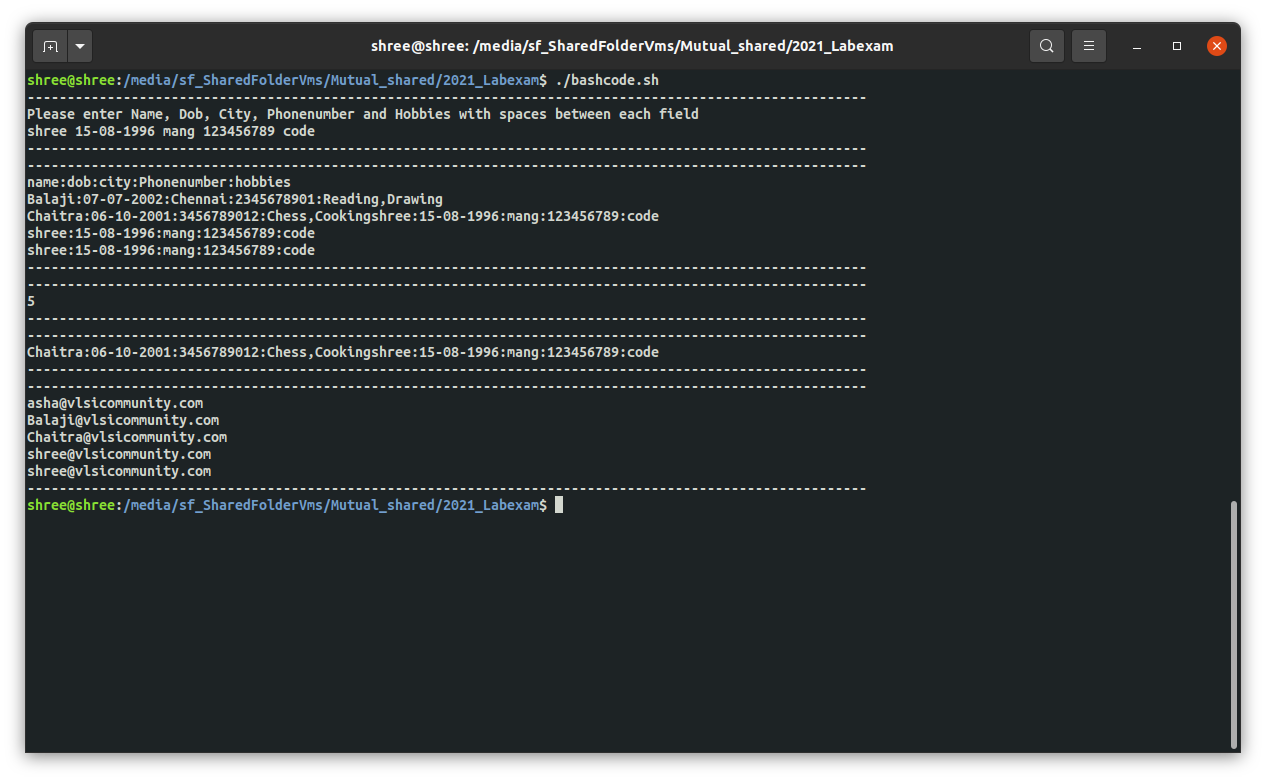 shree@shree: /media/sf_SharedFolderVms/Mutual_shared/2021_Labexam
shree@shree:/media/sf_SharedFolderVms/Mutual_shared/2021_Labexam$ ./bashcode.sh
---------------------------------------------------------------------------------------------------------
Please enter Name, Dob, City, Phonenumber and Hobbies with spaces between each field
shree 15-08-1996 mang 123456789 code
---------------------------------------------------------------------------------------------------------
---------------------------------------------------------------------------------------------------------
name:dob:city:Phonenumber:hobbies
Balaji:07-07-2002:Chennai:2345678901:Reading,Drawing
Chaitra:06-10-2001:3456789012:Chess,Cookingshree:15-08-1996:mang:123456789:code
shree:15-08-1996:mang:123456789:code
shree:15-08-1996:mang:123456789:code
---------------------------------------------------------------------------------------------------------
---------------------------------------------------------------------------------------------------------
5
---------------------------------------------------------------------------------------------------------
---------------------------------------------------------------------------------------------------------
Chaitra:06-10-2001:3456789012:Chess,Cookingshree:15-08-1996:mang:123456789:code
---------------------------------------------------------------------------------------------------------
---------------------------------------------------------------------------------------------------------
asha@vlsicommunity.com
Balaji@vlsicommunity.com
Chaitra@vlsicommunity.com
shree@vlsicommunity.com
shree@vlsicommunity.com
---------------------------------------------------------------------------------------------------------
shree@shree:/media/sf_SharedFolderVms/Mutual_shared/2021_Labexam$